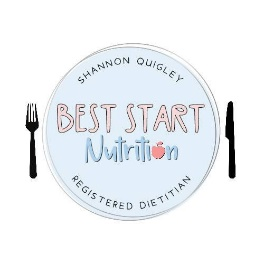 SHANNON QUIGLEY
BEST START
Nutrition
REGISTERED DIETITIAN